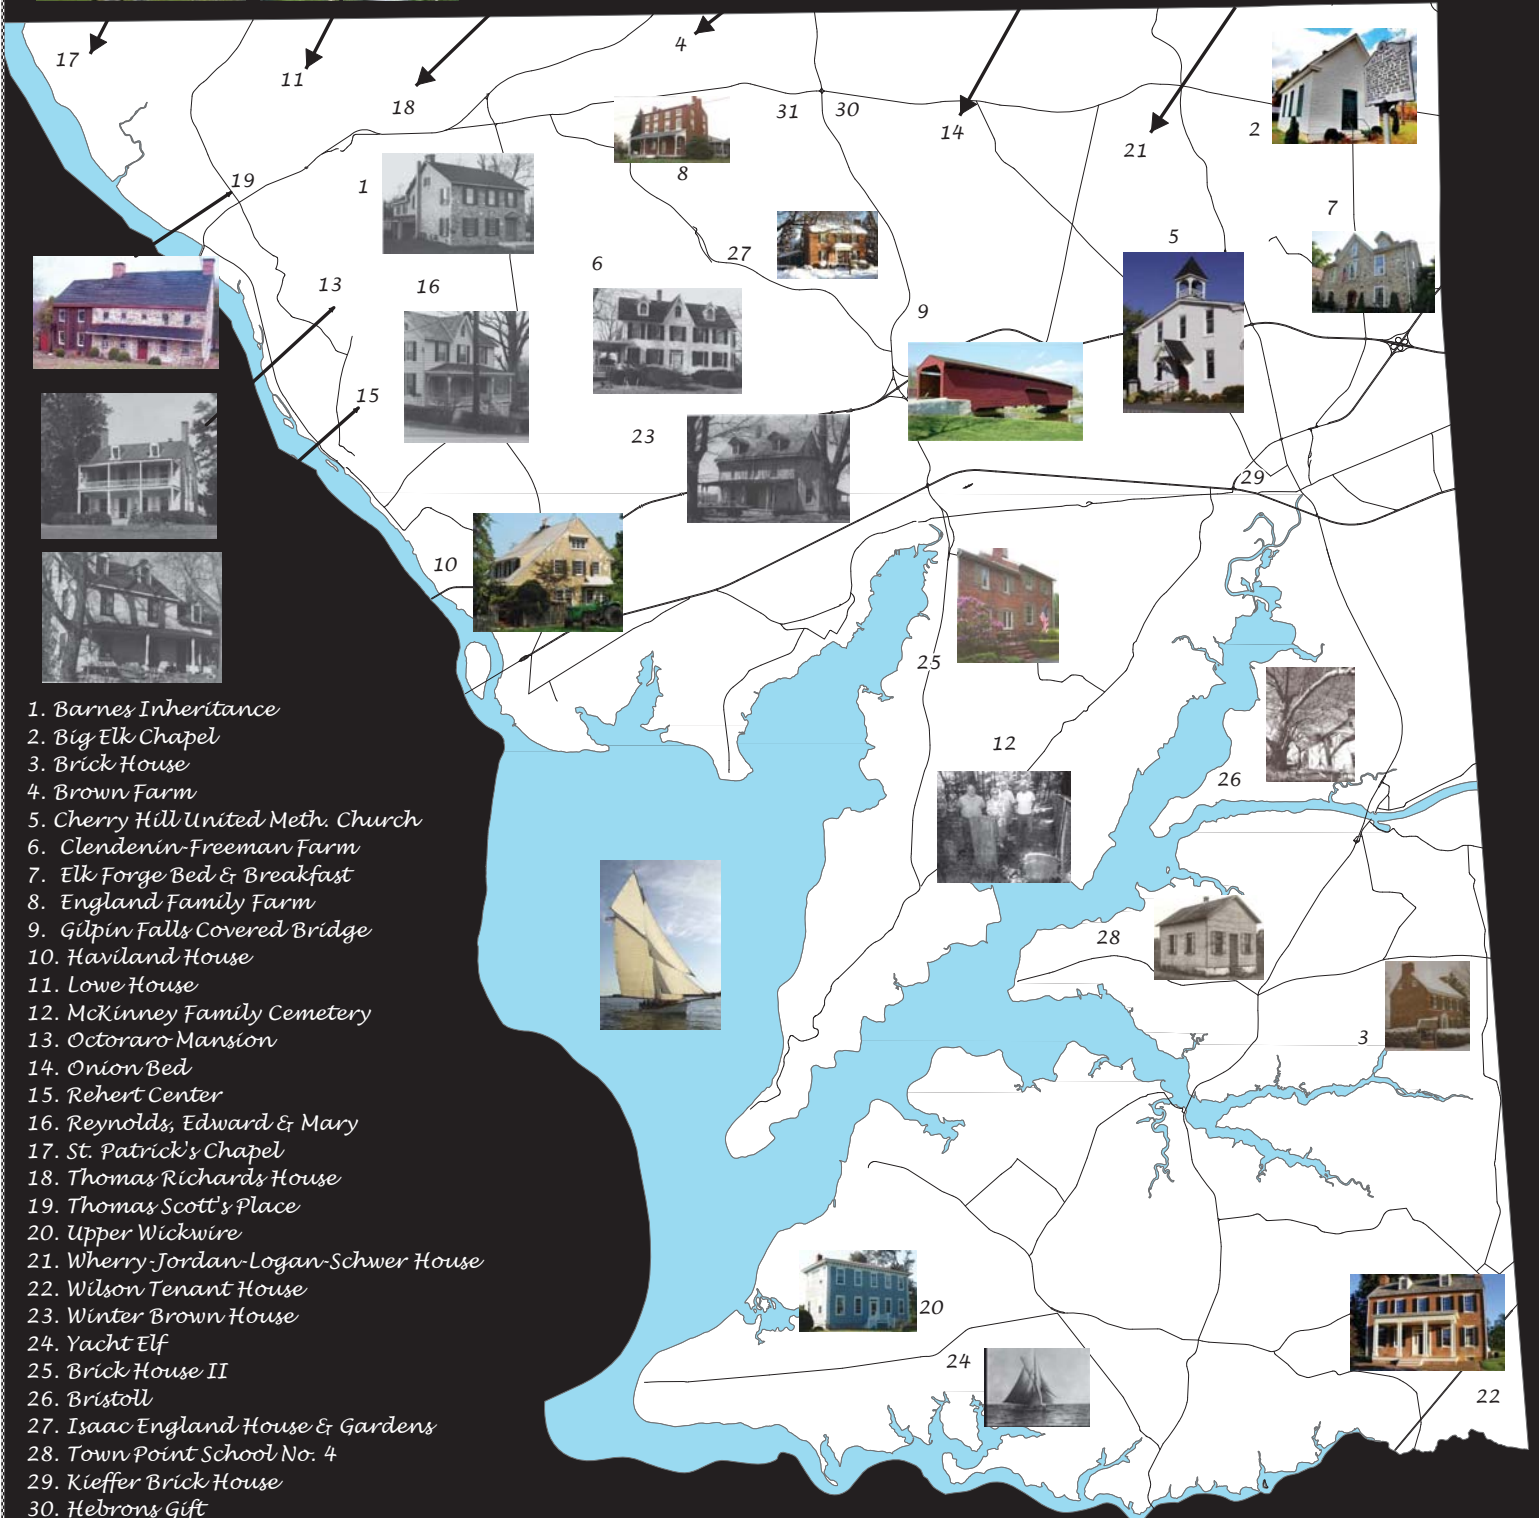 17
11
18
4
31
30
14
21
2
19
1
8
7
5
27
6
13
16
9
15
23
29
10
25
12
26
28
3
20
24
22
1. Barnes Inheritance
2. Big Elk Chapel
3. Brick House
4. Brown Farm
5. Cherry Hill United Meth. Church
6. Clendenin-Freeman Farm
7. Elk Forge Bed & Breakfast
8. England Family Farm
9. Gilpin Falls Covered Bridge
10. Haviland House
11. Lowe House
12. McKinney Family Cemetery
13. Octoraro Mansion
14. Onion Bed
15. Rehert Center
16. Reynolds, Edward & Mary
17. St. Patrick's Chapel
18. Thomas Richards House
19. Thomas Scott's Place
20. Upper Wickwire
21. Wherry-Jordan-Logan-Schwer House
22. Wilson Tenant House
23. Winter Brown House
24. Yacht Elf
25. Brick House II
26. Bristoll
27. Isaac England House & Gardens
28. Town Point School No. 4
29. Kieffer Brick House
30. Hebrons Gift